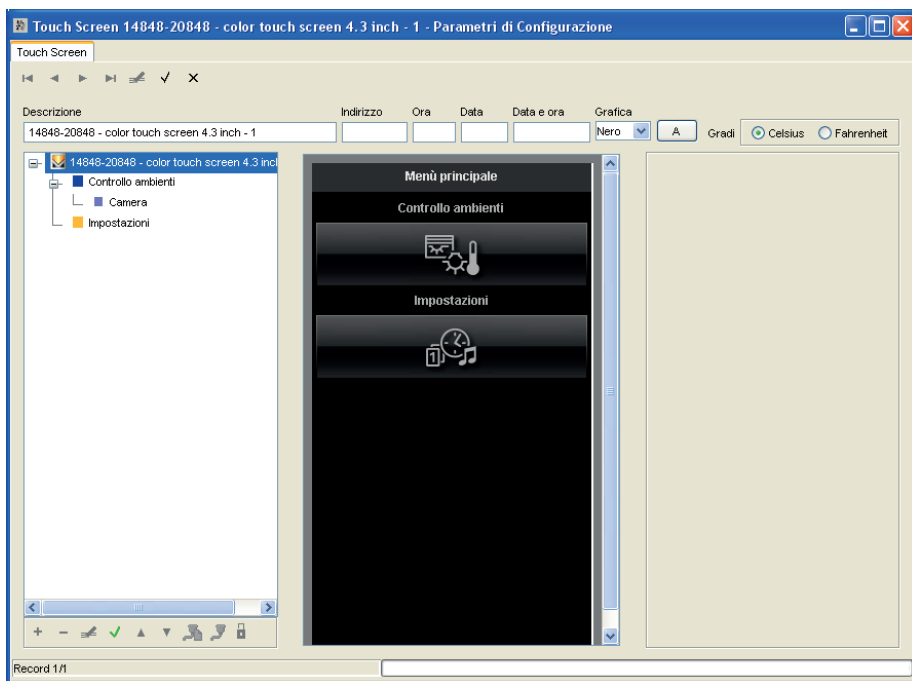 Touch Screen 14848-20848 - color touch screen 4.3 inch - 1 - Parametri di Configurazione
Touch Screen
Descrizione Indirizzo Ora Data Data e ora Grafica
14848-20848 - color touch screen 4.3 inch - 1 Nero A Gradi Celsius Fahrenheit
14848-20848 - color touch screen 4.3 incl
Controllo ambienti
Camera
Impostazioni
Menù principale
Controllo ambienti
Impostazioni
1
Record 1/1